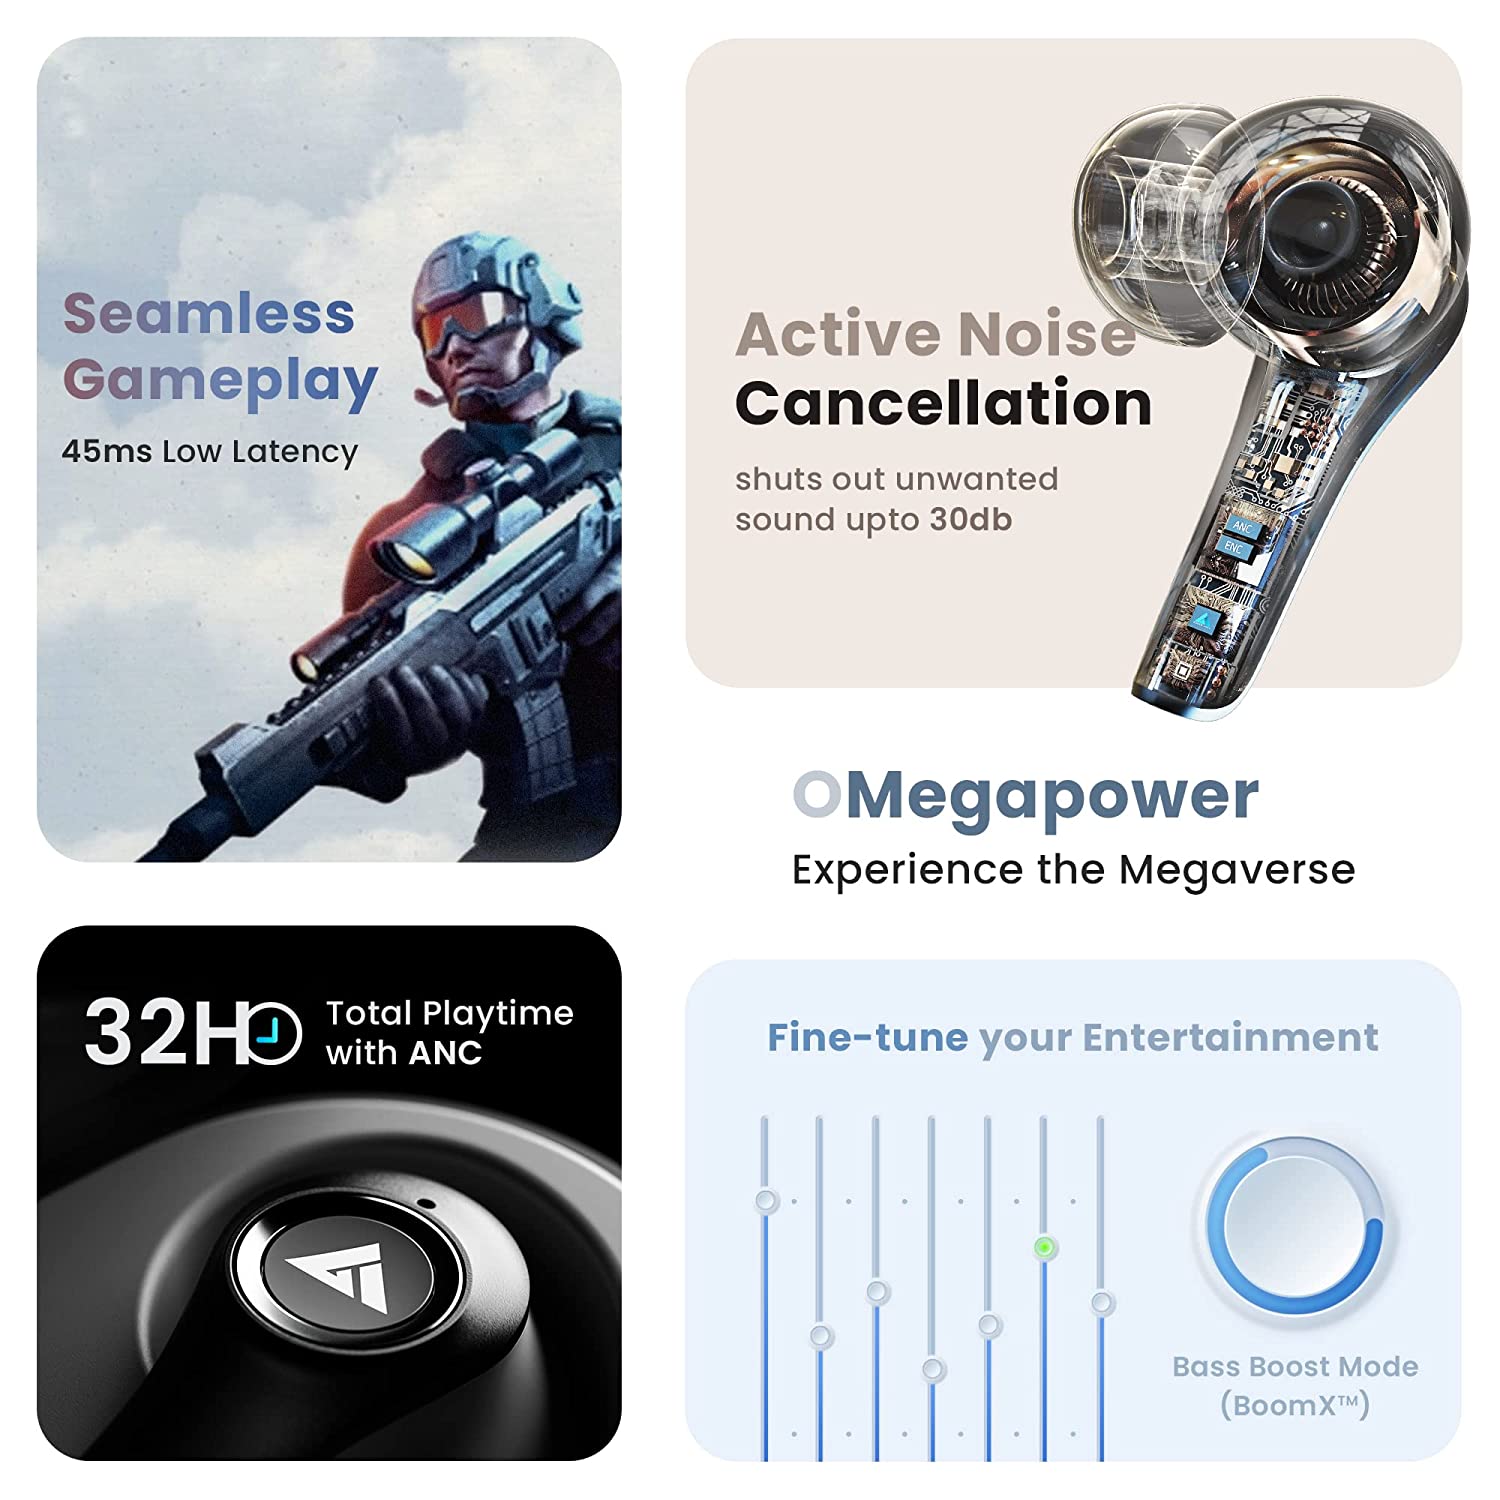 Seamless
Gameplay
45ms Low Latency
Active Noise
Cancellation
shuts out unwanted
sound upto 30db
ANC
ENC
OMegapower
Experience the Megaverse
32H
Total Playtime
with ANC
Fine-tune your Entertainment
Bass Boost Mode
(BoomX™)